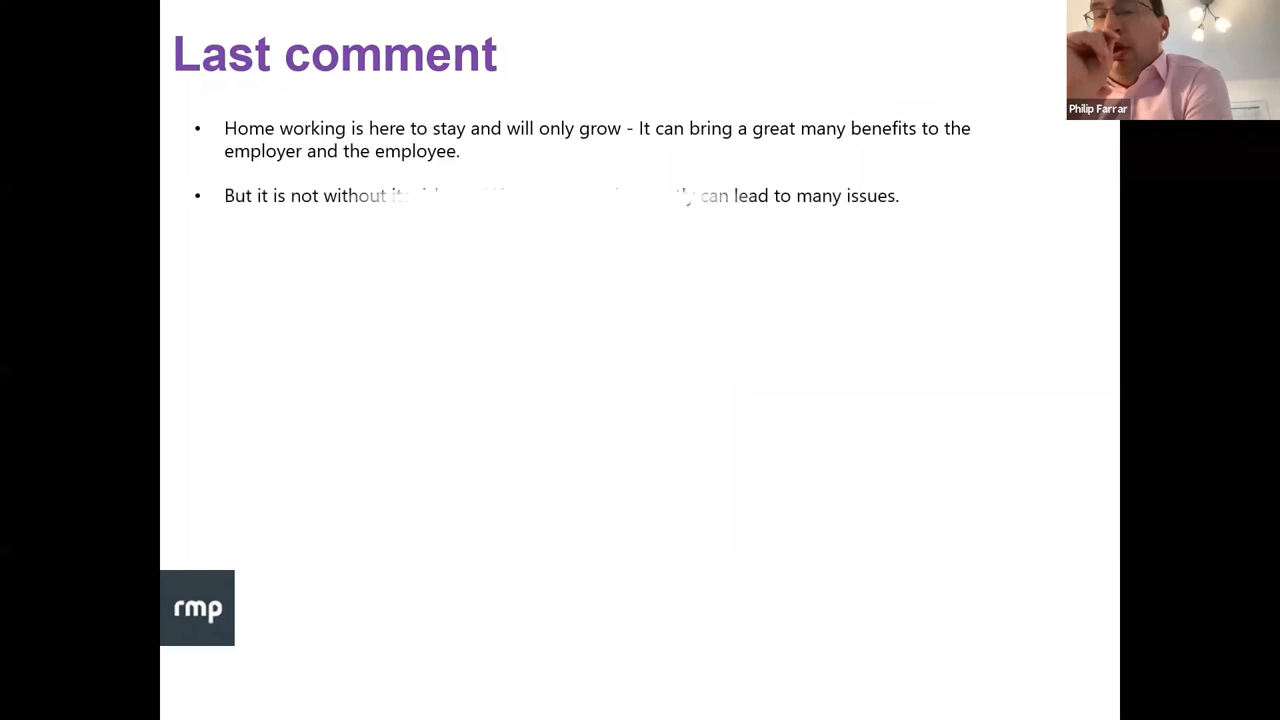 Last comment
Philip Farrar
• Home working is here to stay and will only grow - It can bring a great many benefits to the
employer and the employee.
• But it is not without can lead to many issues.
rmp